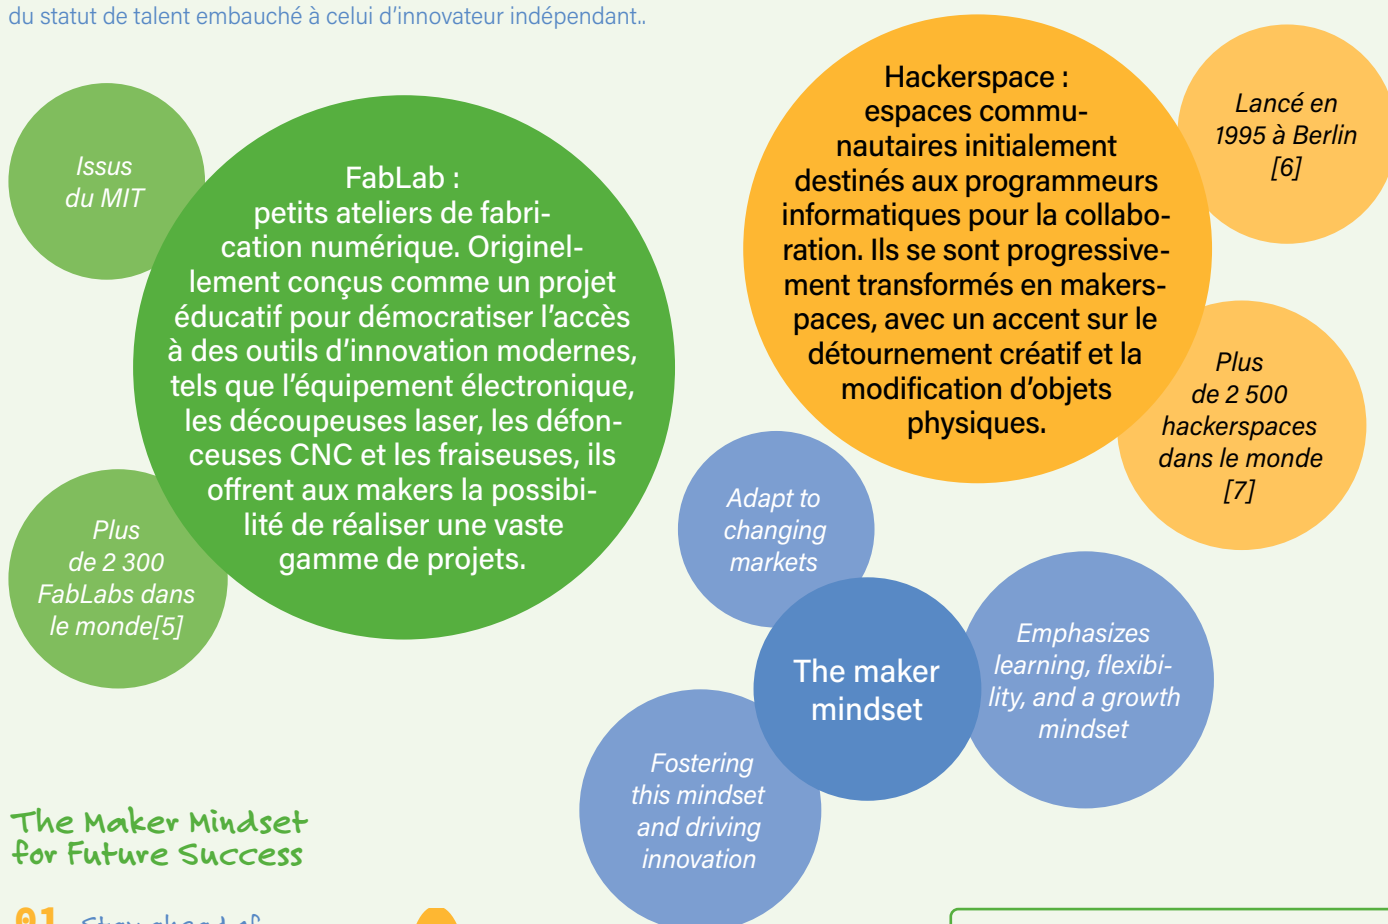 du statut de talent embauché à celui d’innovateur indépendant..
Issus
du MIT
FabLab :
petits ateliers de fabri-
cation numérique. Originel-
lement conçus comme un projet
éducatif pour démocratiser l’accès
à des outils d’innovation modernes,
tels que l’équipement électronique,
les découpeuses laser, les défon-
ceuses CNC et les fraiseuses, ils
offrent aux makers la possibi-
lité de réaliser une vaste
gamme de projets.
Plus
de 2 300
FabLabs dans
le monde[5]
Hackerspace :
espaces commu-
nautaires initialement
destinés aux programmeurs
informatiques pour la collabo-
ration. Ils se sont progressive-
ment transformés en makers-
paces, avec un accent sur le
détournement créatif et la
modification d’objets
physiques.
Lancé en
1995 à Berlin
[6]
Plus
de 2 500
hackerspaces
dans le monde
[7]
Adapt to
changing
markets
The maker
mindset
Emphasizes
learning, flexibi-
lity, and a growth
mindset
Fostering
this mindset
and driving
innovation
The Maker Mindset
for Future Success
01 Stay ahead of